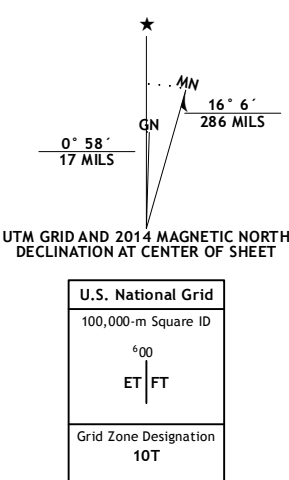 ★
MN
GN
16° 6´
286 MILS
0° 58´
17 MILS
UTM GRID AND 2014 MAGNETIC NORTH
DECLINATION AT CENTER OF SHEET
U.S. National Grid
100,000-m Square ID
⁶00
ET FT
Grid Zone Designation
10T